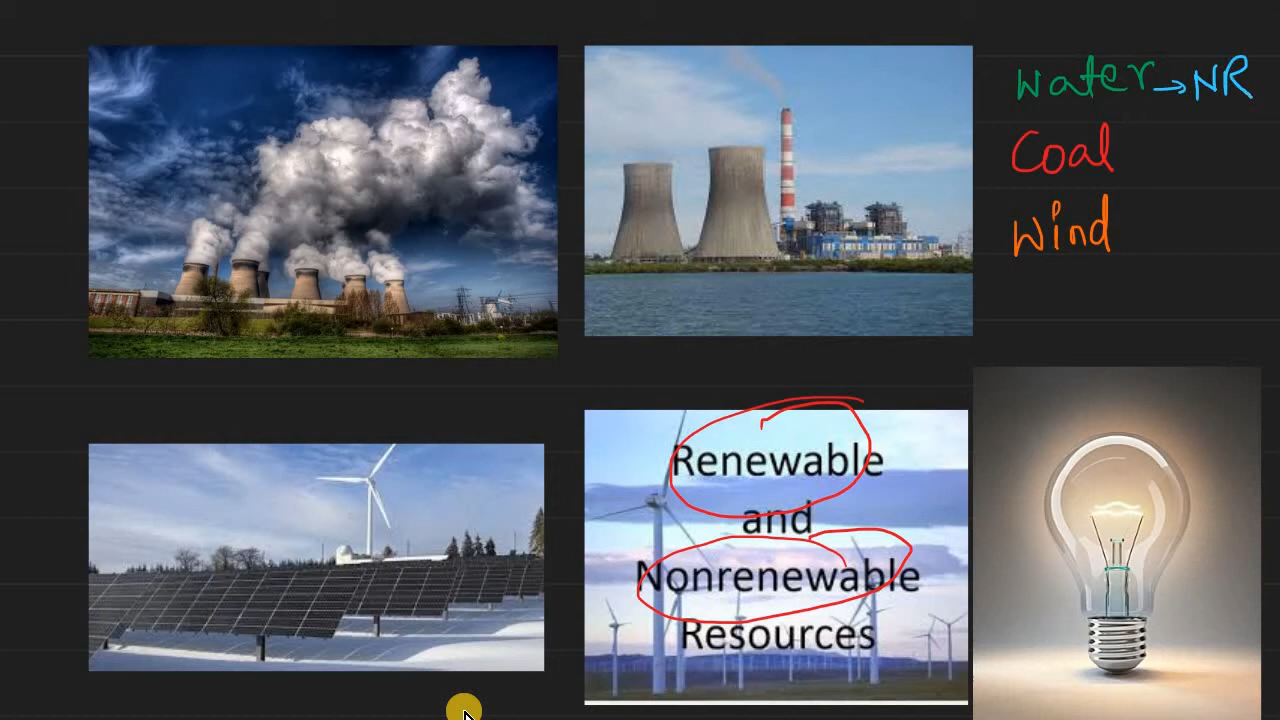 water → NR
Coal
Wind
Renewable
and
Nonrenewable
Resources